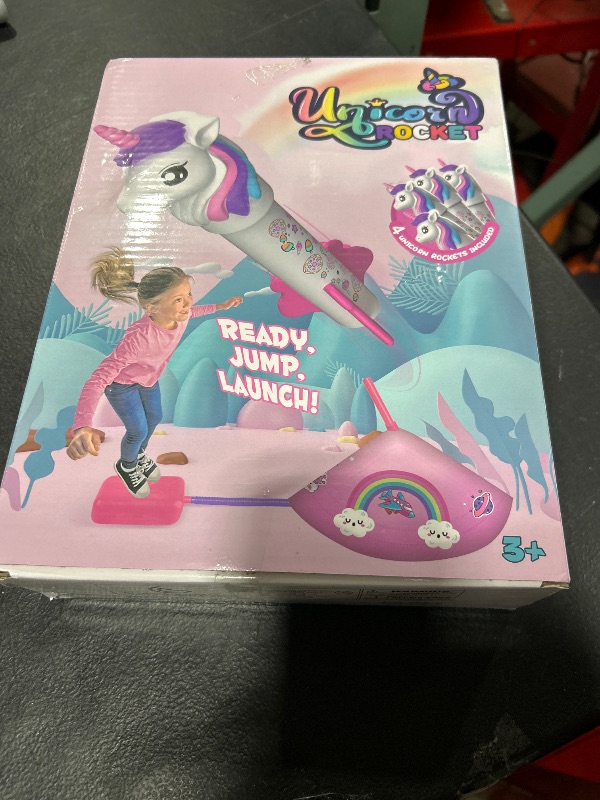 Unicorn
ROCKET
4 UNICORN ROCKETS INCLUDED
READY,
JUMP,
LAUNCH!
3+